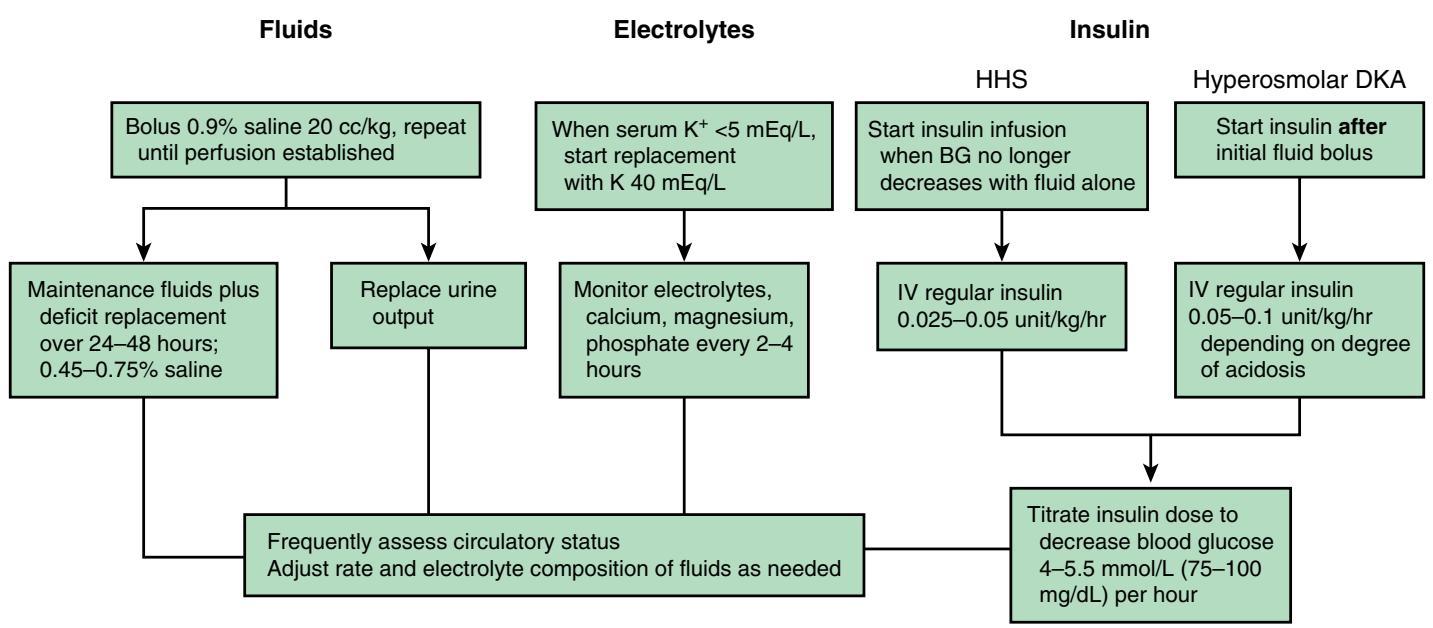 Fluids
Electrolytes
Insulin
HHS
Hyperosmolar DKA
Bolus 0.9% saline 20 cc/kg, repeat
until perfusion established
When serum K⁺ <5 mEq/L,
start replacement
with K 40 mEq/L
Start insulin infusion
when BG no longer
decreases with fluid alone
Start insulin after
initial fluid bolus
Maintenance fluids plus
deficit replacement
over 24–48 hours;
0.45–0.75% saline
Replace urine
output
Monitor electrolytes,
calcium, magnesium,
phosphate every 2–4
hours
IV regular insulin
0.025–0.05 unit/kg/hr
IV regular insulin
0.05–0.1 unit/kg/hr
depending on degree
of acidosis
Frequently assess circulatory status
Adjust rate and electrolyte composition of fluids as needed
Titrate insulin dose to
decrease blood glucose
4–5.5 mmol/L (75–100
mg/dL) per hour